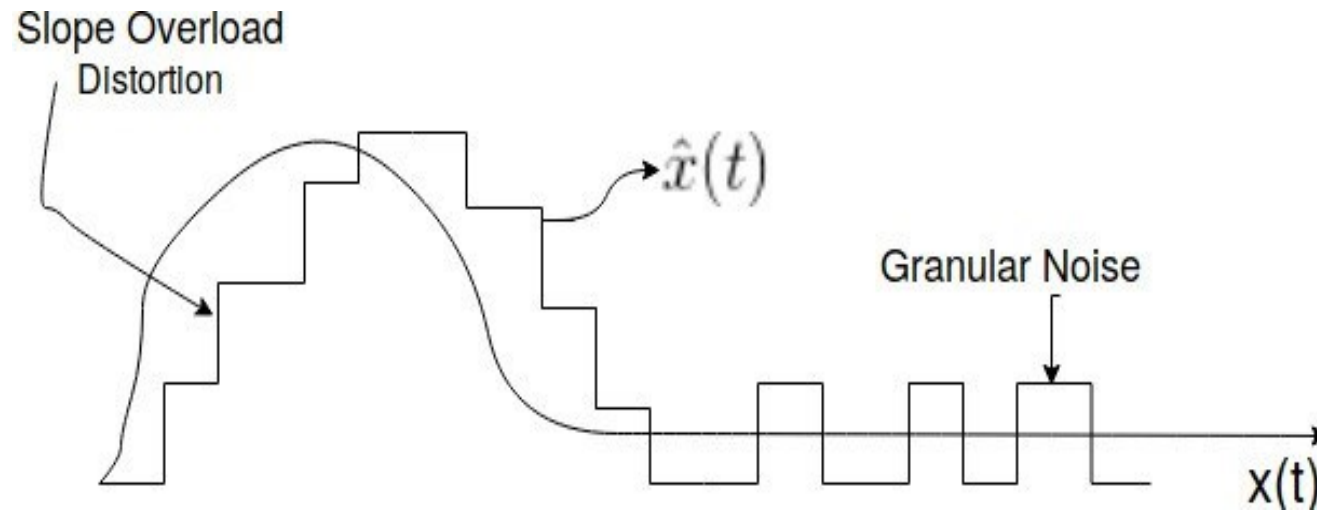 Slope Overload
Distortion
x̂(t)
Granular Noise
x(t)